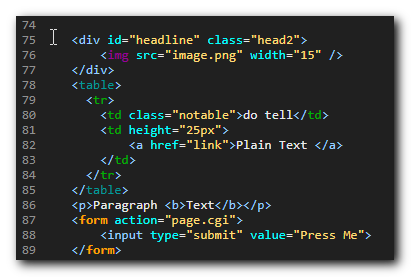 74
75 <div id="headline" class="head2">
76 <img src="image.png" width="15" />
77 </div>
78 <table>
79 <tr>
80 <td class="notable">do tell</td>
81 <td height="25px">
82 <a href="link">Plain Text </a>
83 </td>
84 </tr>
85 </table>
86 <p>Paragraph <b>Text</b></p>
87 <form action="page.cgi">
88 <input type="submit" value="Press Me">
89 </form>